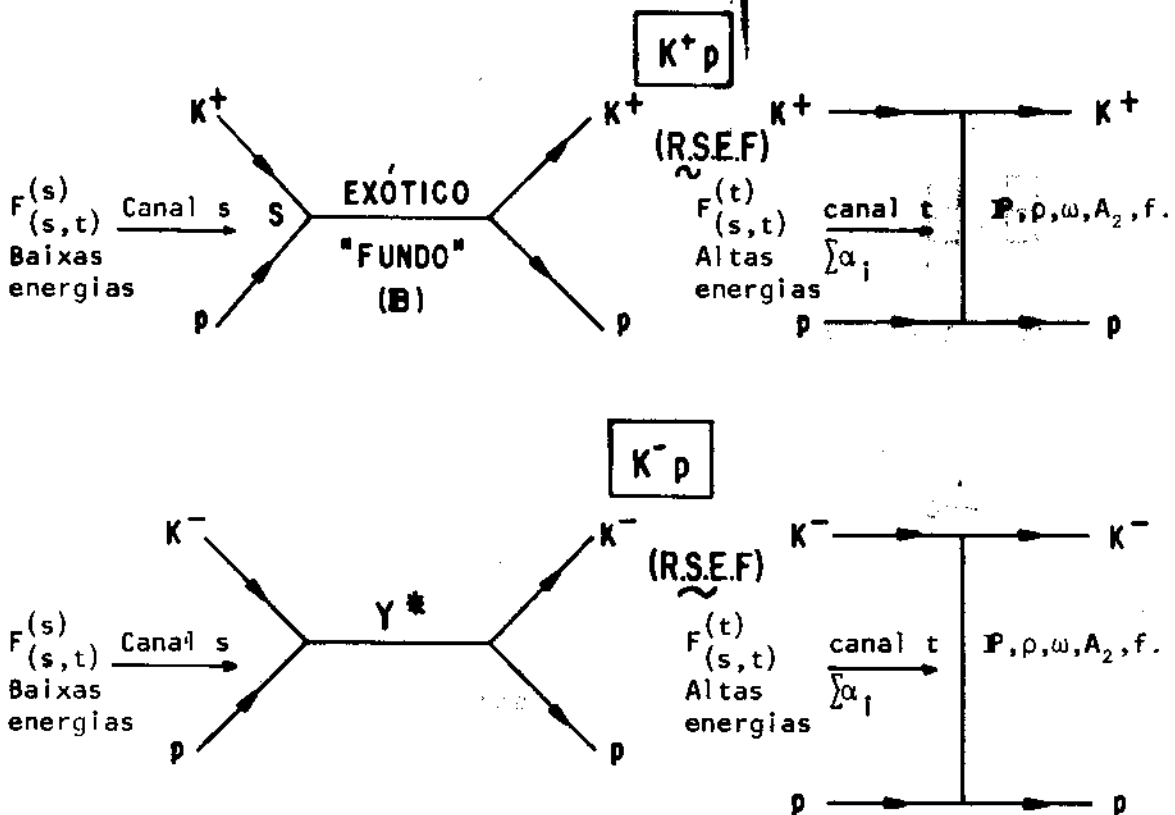 K⁺ p
K⁺
K⁺
K⁺
K⁺
(R.S.E.F)
~
F(s)(s,t)
Canal s
Baixas
energias
S
EXÓTICO
"FUNDO"
(B)
p
p
F(t)(s,t)
canal t
Altas
energias
∑αi
P, ρ, ω, A₂, f.
p
p
K⁻ p
K⁻
K⁻
K⁻
K⁻
(R.S.E.F)
~
F(s)(s,t)
Canal s
Baixas
energias
Y*
p
p
F(t)(s,t)
canal t
Altas
energias
∑αi
P, ρ, ω, A₂, f.
p
p